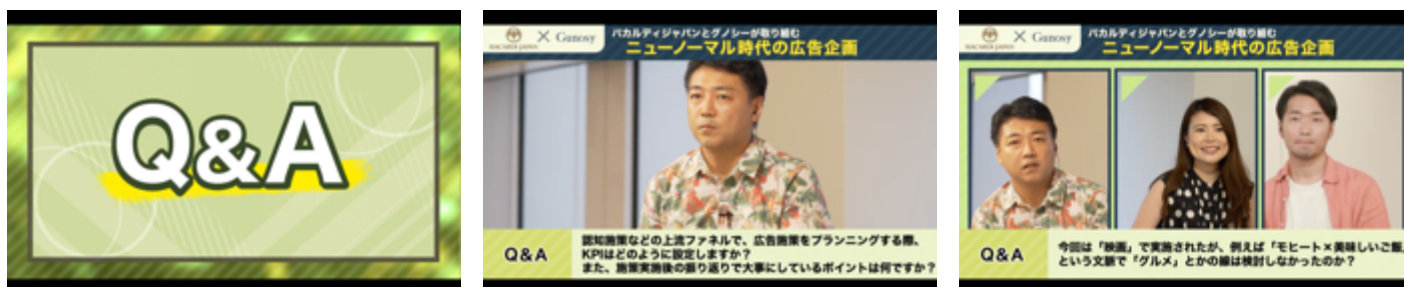 Q&A
BACARDI JAPAN × Gunosy
バカルディジャパンとグノシーが取り組む
ニューノーマル時代の広告企画
Q&A
認知施策などの上流ファネルで、広告施策をプランニングする際、
KPIはどのように設定しますか?
また、施策実施後の振り返りで大事にしているポイントは何ですか?
BACARDI JAPAN × Gunosy
バカルディジャパンとグノシーが取り組む
ニューノーマル時代の広告企画
Q&A
今回は「映画」で実施されたが、例えば「モヒート×美味しいご飯」
という文脈で「グルメ」とかの線は検討しなかったのか?